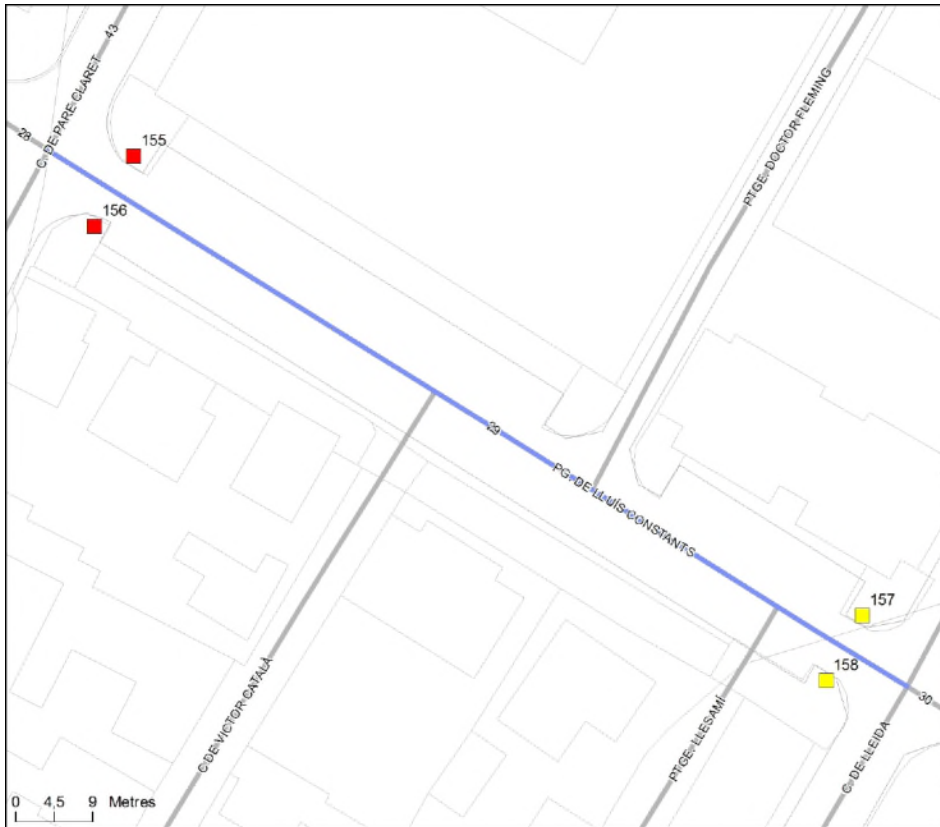 43
C. DE PARE CLARET
28
155
156
PTGE. DOCTOR FLEMING
29
PG. DE LLUÍS CONSTANTS
157
158
30
C DE VICTOR CATALÀ
PTGE. LLESAMÍ
C. DE LLEIDA
0 4,5 9 Metres